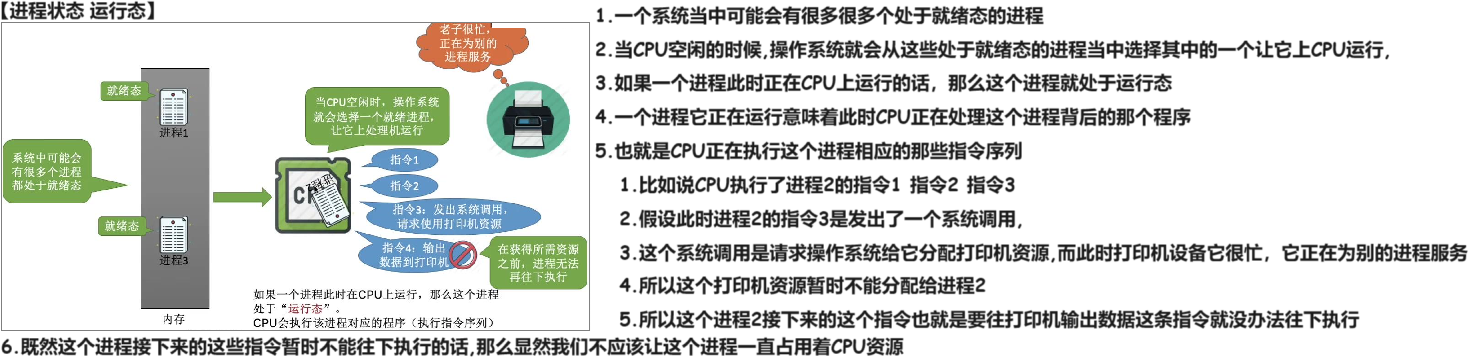 【进程状态 运行态】
老子很忙，
正在为别的
进程服务
就绪态
进程1
系统中可能会
有很多个进程
都处于就绪态
就绪态
进程3
内存
当CPU空闲时，操作系统
就会选择一个就绪进程，
让它上处理机运行
指令1
指令2
指令3：发出系统调用，
请求使用打印机资源
指令4：输出
数据到打印机
在获得所需资源
之前，进程无法
再往下执行
如果一个进程此时在CPU上运行，那么这个进程
处于“运行态”。
CPU会执行该进程对应的程序（执行指令序列）
1.一个系统当中可能会有很多很多个处于就绪态的进程
2.当CPU空闲的时候,操作系统就会从这些处于就绪态的进程当中选择其中的一个让它上CPU运行,
3.如果一个进程此时正在CPU上运行的话，那么这个进程就处于运行态
4.一个进程它正在运行意味着此时CPU正在处理这个进程背后的那个程序
5.也就是CPU正在执行这个进程相应的那些指令序列
1.比如说CPU执行了进程2的指令1 指令2 指令3
2.假设此时进程2的指令3是发出了一个系统调用,
3.这个系统调用是请求操作系统给它分配打印机资源,而此时打印机设备它很忙，它正在为别的进程服务
4.所以这个打印机资源暂时不能分配给进程2
5.所以这个进程2接下来的这个指令也就是要往打印机输出数据这条指令就没办法往下执行
6.既然这个进程接下来的这些指令暂时不能往下执行的话,那么显然我们不应该让这个进程一直占用着CPU资源